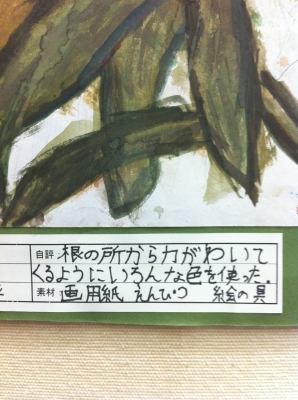 自評 根の所から力がわいて
くるようにいろんな色を使った.
素材 画用紙 えんぴつ 絵の具